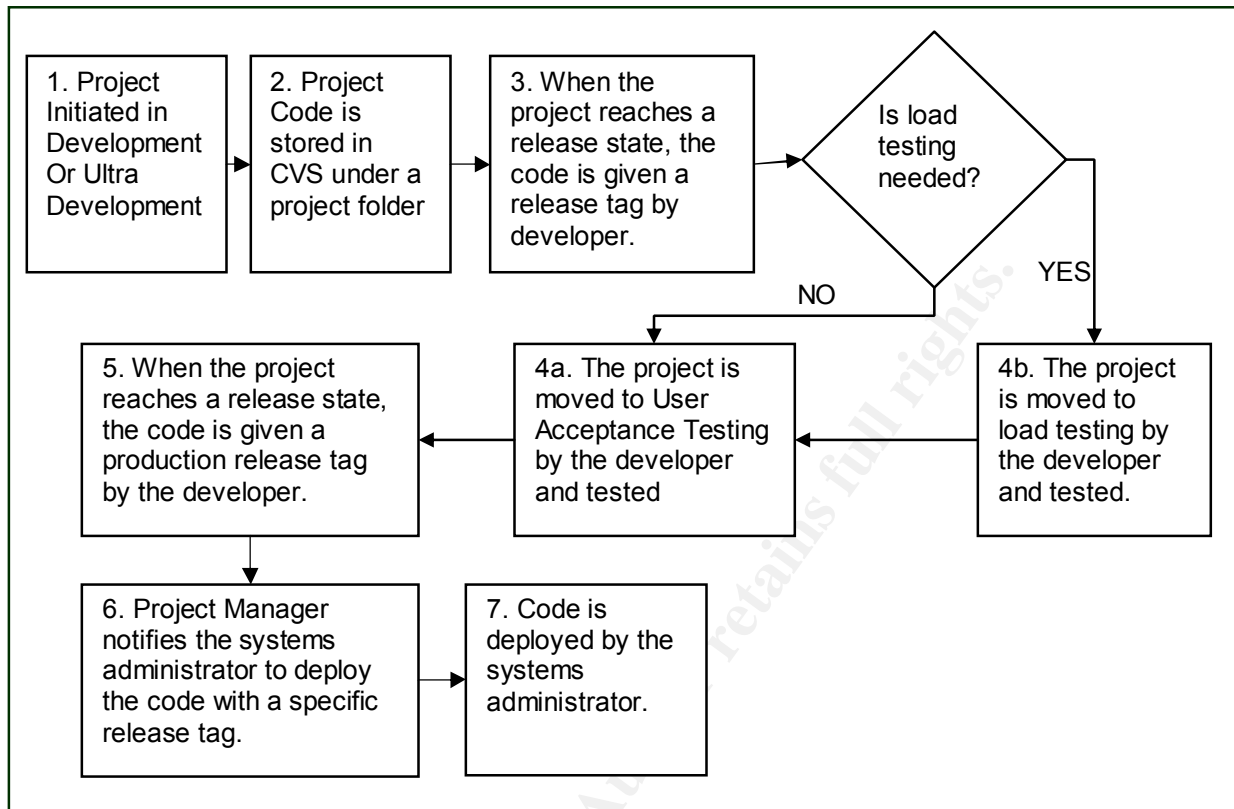 1. Project
Initiated in
Development
Or Ultra
Development
2. Project
Code is
stored in
CVS under a
project folder
3. When the
project reaches a
release state, the
code is given a
release tag by
developer.
Is load
testing
needed?
NO
YES
4a. The project is
moved to User
Acceptance Testing
by the developer
and tested
4b. The project
is moved to
load testing by
the developer
and tested.
5. When the project
reaches a release state,
the code is given a
production release tag
by the developer.
6. Project Manager
notifies the systems
administrator to deploy
the code with a specific
release tag.
7. Code is
deployed by the
systems
administrator.
retains full rights.